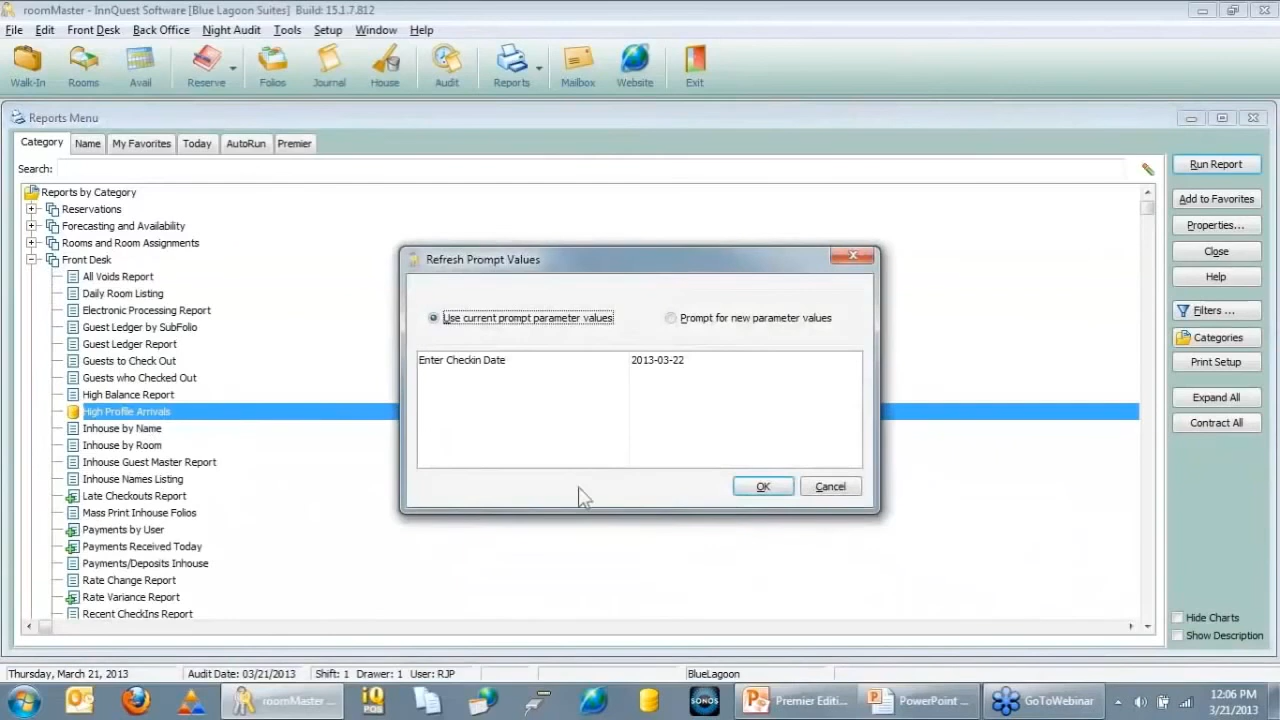 roomMaster - InnQuest Software [Blue Lagoon Suites] Build: 15.1.7.812
File Edit Front Desk Back Office Night Audit Tools Setup Window Help
Walk-In Rooms Avail Reserve Folios Journal House Audit Reports Mailbox Website Exit
Reports Menu
Category Name My Favorites Today AutoRun Premier
Search:
Run Report
Reports by Category
Add to Favorites
Reservations
Forecasting and Availability
Properties...
Rooms and Room Assignments
Close
Front Desk
Refresh Prompt Values
All Voids Report
Help
Daily Room Listing
Electronic Processing Report
Filters ...
Guest Ledger by SubFolio
Use current prompt parameter values Prompt for new parameter values
Guest Ledger Report
Categories
Guests to Check Out
Enter Checkin Date 2013-03-22
Print Setup
Guests who Checked Out
High Balance Report
Expand All
High Profile Arrivals
Inhouse by Name
Contract All
Inhouse by Room
Inhouse Guest Master Report
Inhouse Names Listing
OK Cancel
Late Checkouts Report
Mass Print Inhouse Folios
Payments by User
Payments Received Today
Payments/Deposits Inhouse
Rate Change Report
Rate Variance Report
Recent CheckIns Report
Hide Charts
Show Description
Thursday, March 21, 2013 Audit Date: 03/21/2013 Shift: 1 Drawer: 1 User: RJP BlueLagoon
roomMaster ... iQ POS SONOS Premier Editi... PowerPoint ... GoToWebinar
12:06 PM
3/21/2013